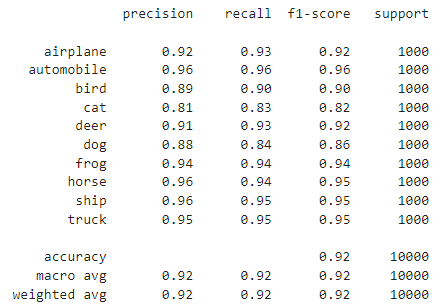 precision recall f1-score support
airplane 0.92 0.93 0.92 1000
automobile 0.96 0.96 0.96 1000
bird 0.89 0.90 0.90 1000
cat 0.81 0.83 0.82 1000
deer 0.91 0.93 0.92 1000
dog 0.88 0.84 0.86 1000
frog 0.94 0.94 0.94 1000
horse 0.96 0.94 0.95 1000
ship 0.96 0.95 0.95 1000
truck 0.95 0.95 0.95 1000
accuracy 0.92 10000
macro avg 0.92 0.92 0.92 10000
weighted avg 0.92 0.92 0.92 10000